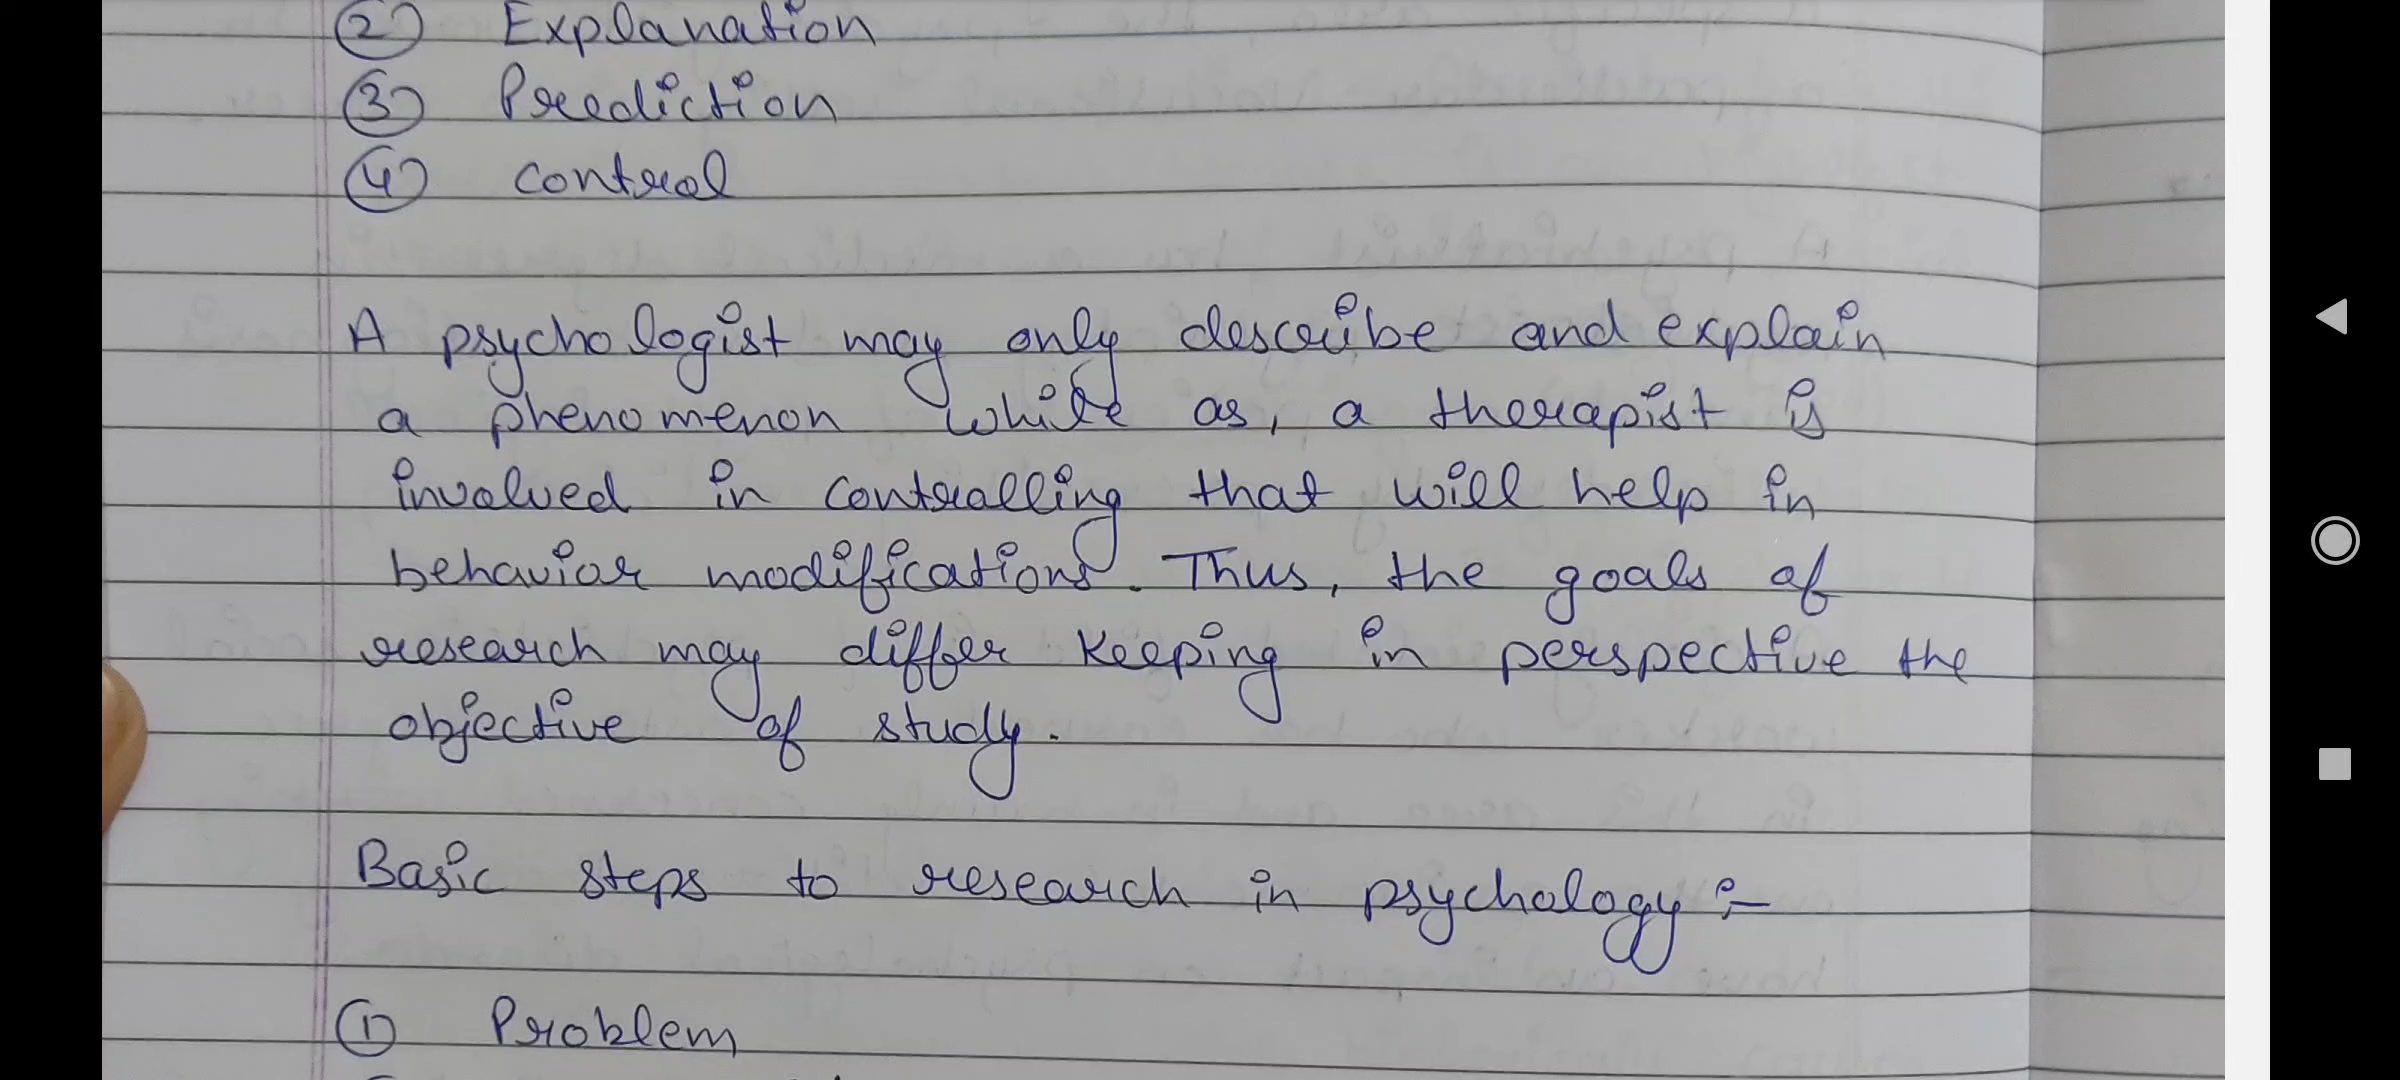 ② Explanation
③ Prediction
④ control
A psychologist may only describe and explain
a phenomenon while as, a therapist is
involved in controlling that will help in
behavior modifications. Thus, the goals of
research may differ keeping in perspective the
objective of study.
Basic steps to research in psychology :-
① Problem